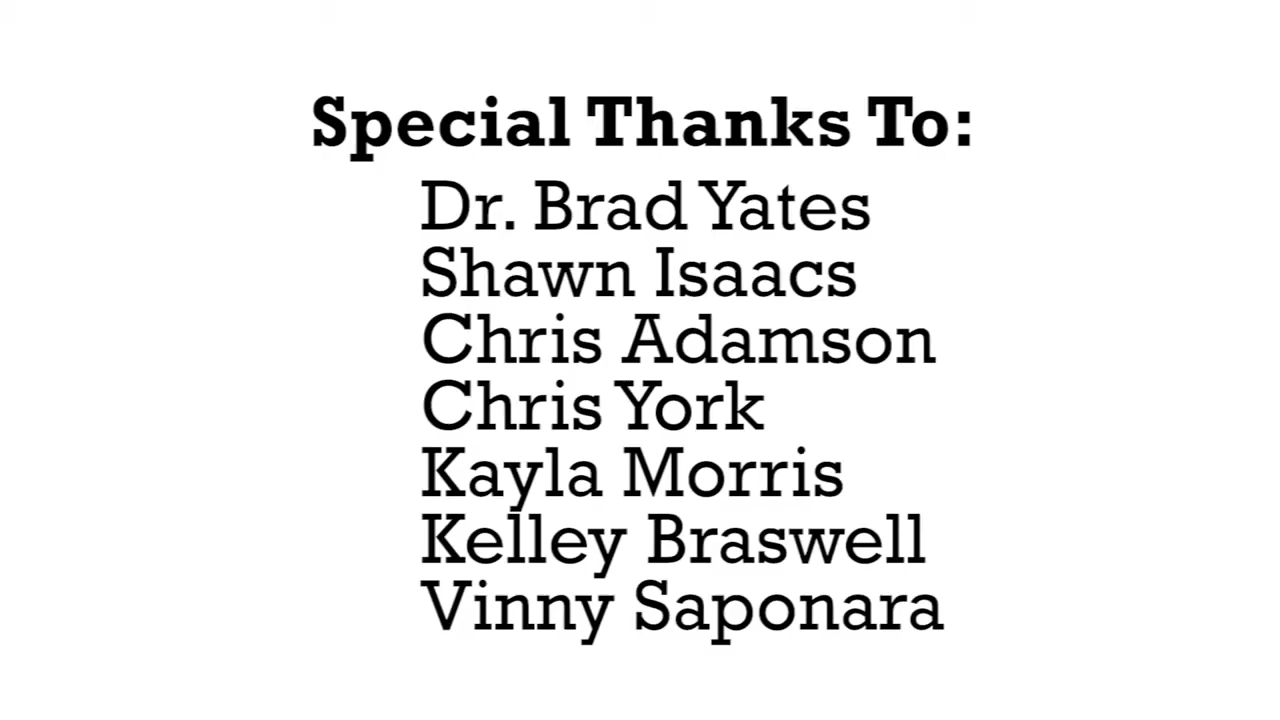 Special Thanks To:
Dr. Brad Yates
Shawn Isaacs
Chris Adamson
Chris York
Kayla Morris
Kelley Braswell
Vinny Saponara